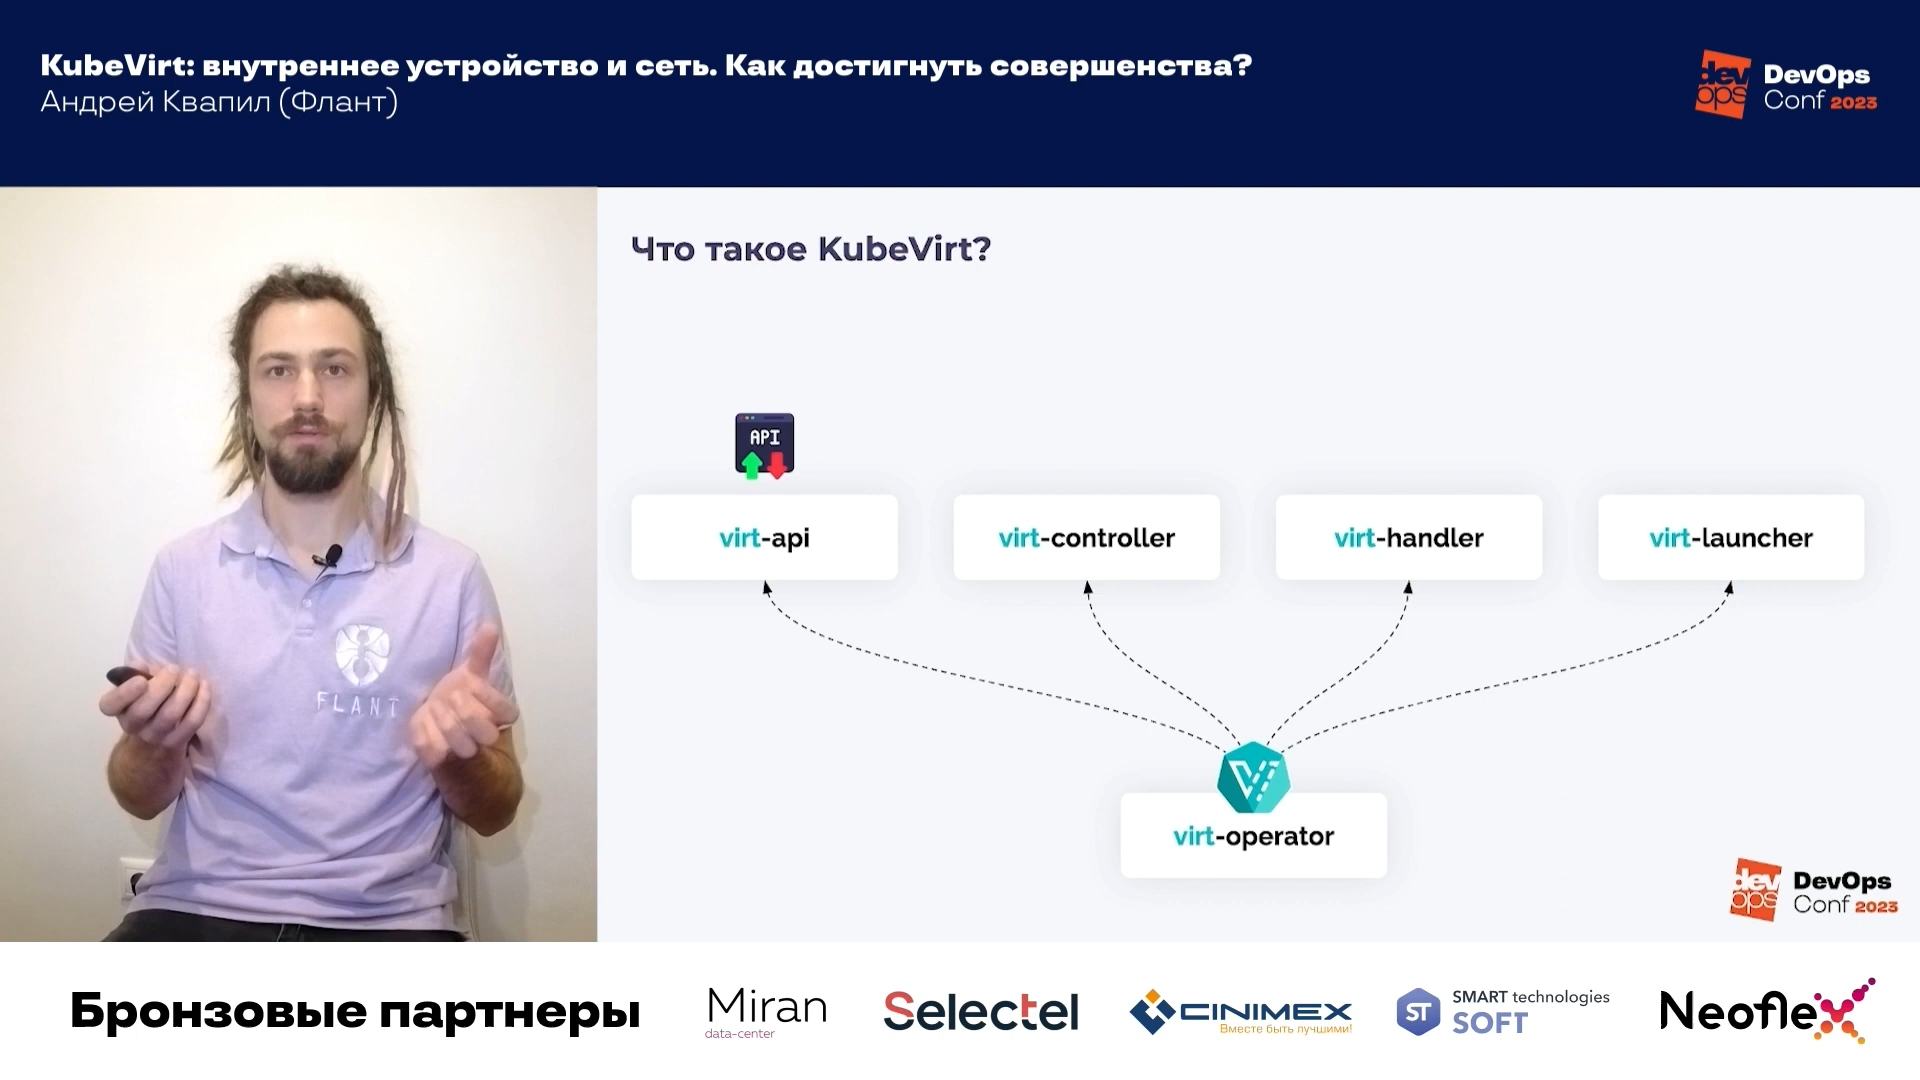 KubeVirt: внутреннее устройство и сеть. Как достигнуть совершенства?
Андрей Квапил (Флант)
dev
ops
DevOps
Conf 2023
Что такое KubeVirt?
API
virt-api
virt-controller
virt-handler
virt-launcher
FLANT
virt-operator
dev
ops
DevOps
Conf 2023
Бронзовые партнеры
Miran
data-center
Selectel
CINIMEX
Вместе быть лучшими!
ST
SMART technologies
SOFT
Neoflex